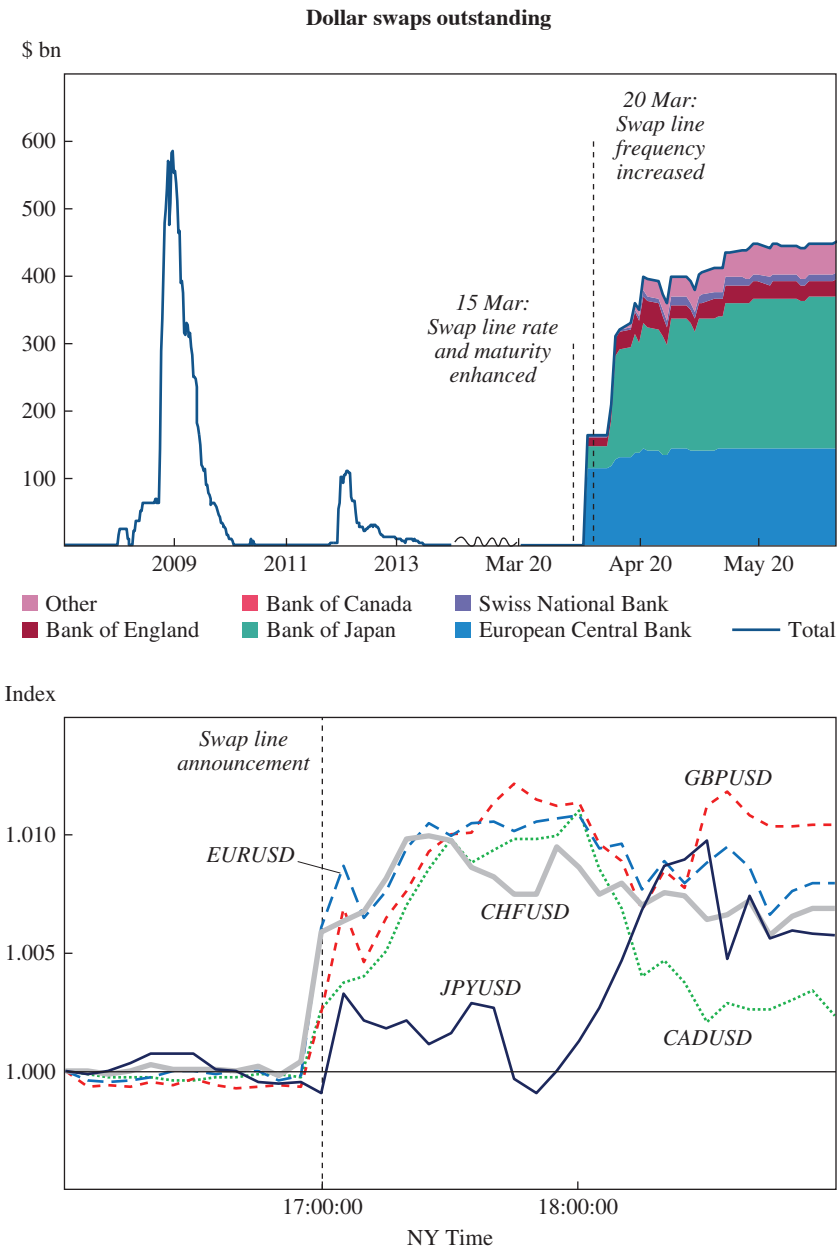 Dollar swaps outstanding
$ bn
600
500
400
300
200
100
20 Mar:
Swap line
frequency
increased
15 Mar:
Swap line rate
and maturity
enhanced
2009 2011 2013 Mar 20 Apr 20 May 20
Other Bank of Canada Swiss National Bank
Bank of England Bank of Japan European Central Bank Total
Index
Swap line
announcement
GBPUSD
1.010
EURUSD
CHFUSD
1.005
JPYUSD
CADUSD
1.000
17:00:00 18:00:00
NY Time